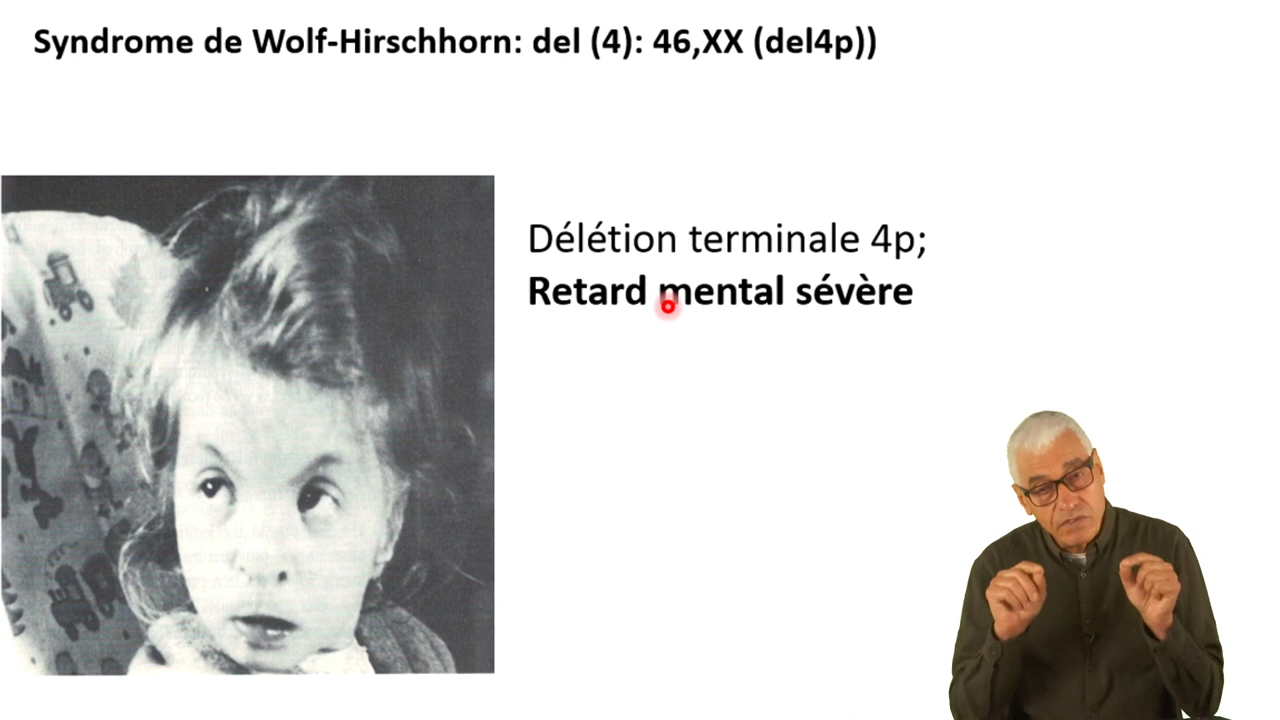 Syndrome de Wolf-Hirschhorn: del (4): 46,XX (del4p))
Délétion terminale 4p;
Retard mental sévère